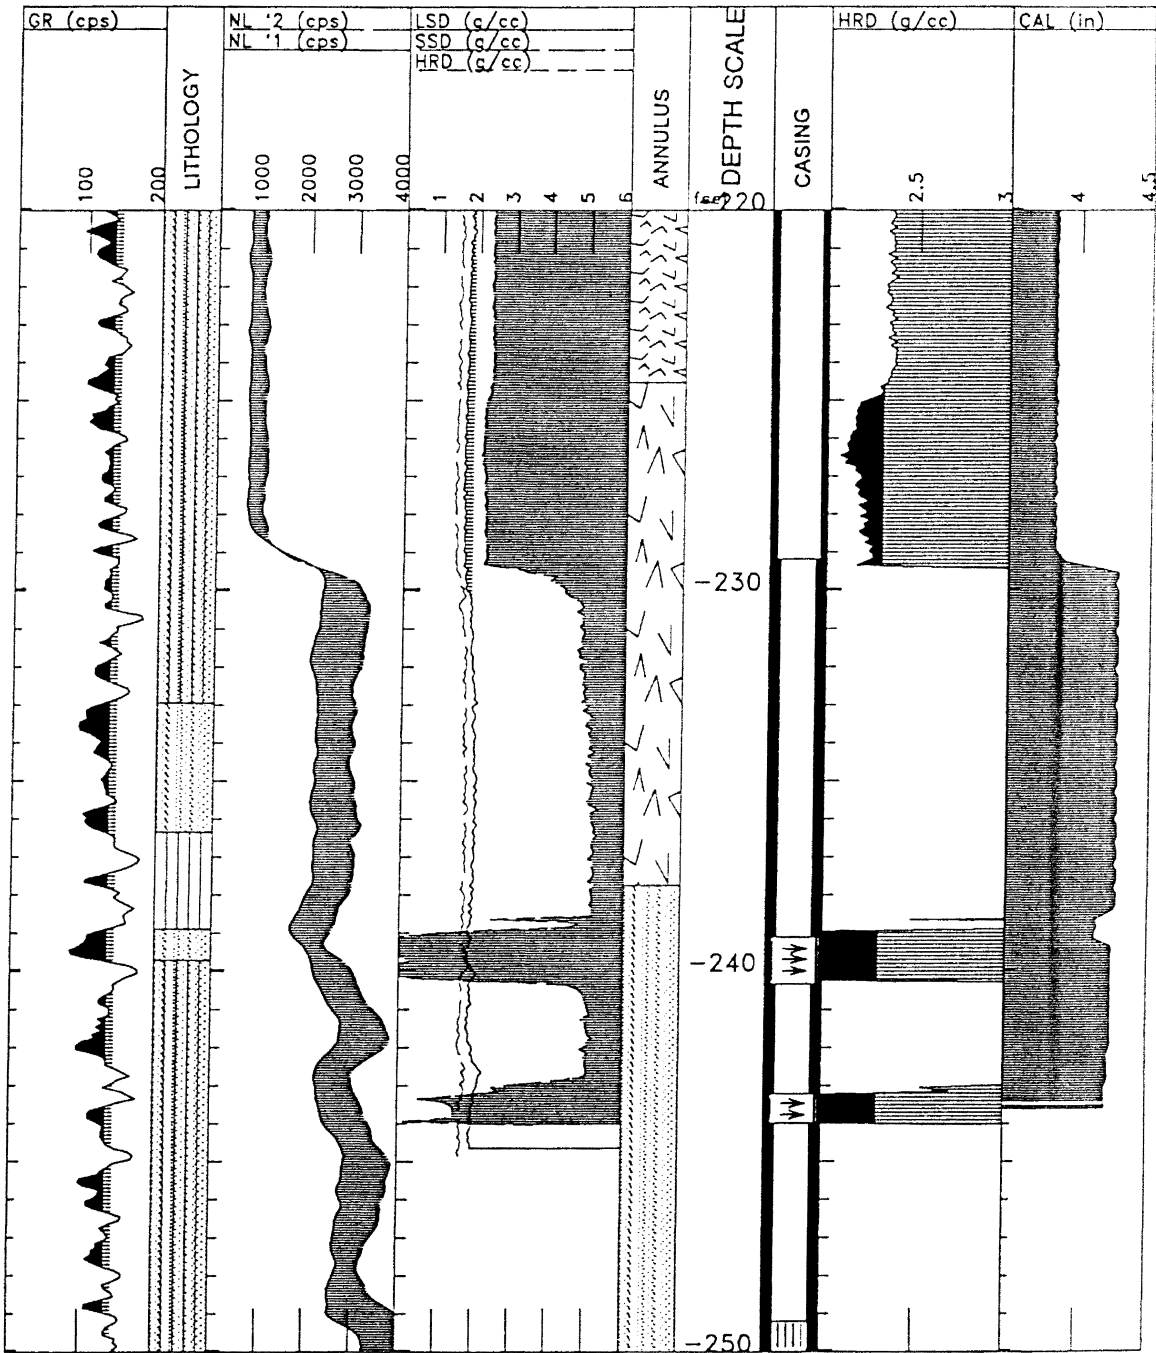 GR (cps)
NL '2 (cps)
LSD (g/cc)
HRD (g/cc)
CAL (in)
NL '1 (cps)
SSD (g/cc)
HRD (g/cc)
LITHOLOGY
ANNULUS
DEPTH SCALE
CASING
100
200
1000
2000
3000
4000
1
2
3
4
5
6
2.5
3
4
4.5
-220
-230
-240
-250